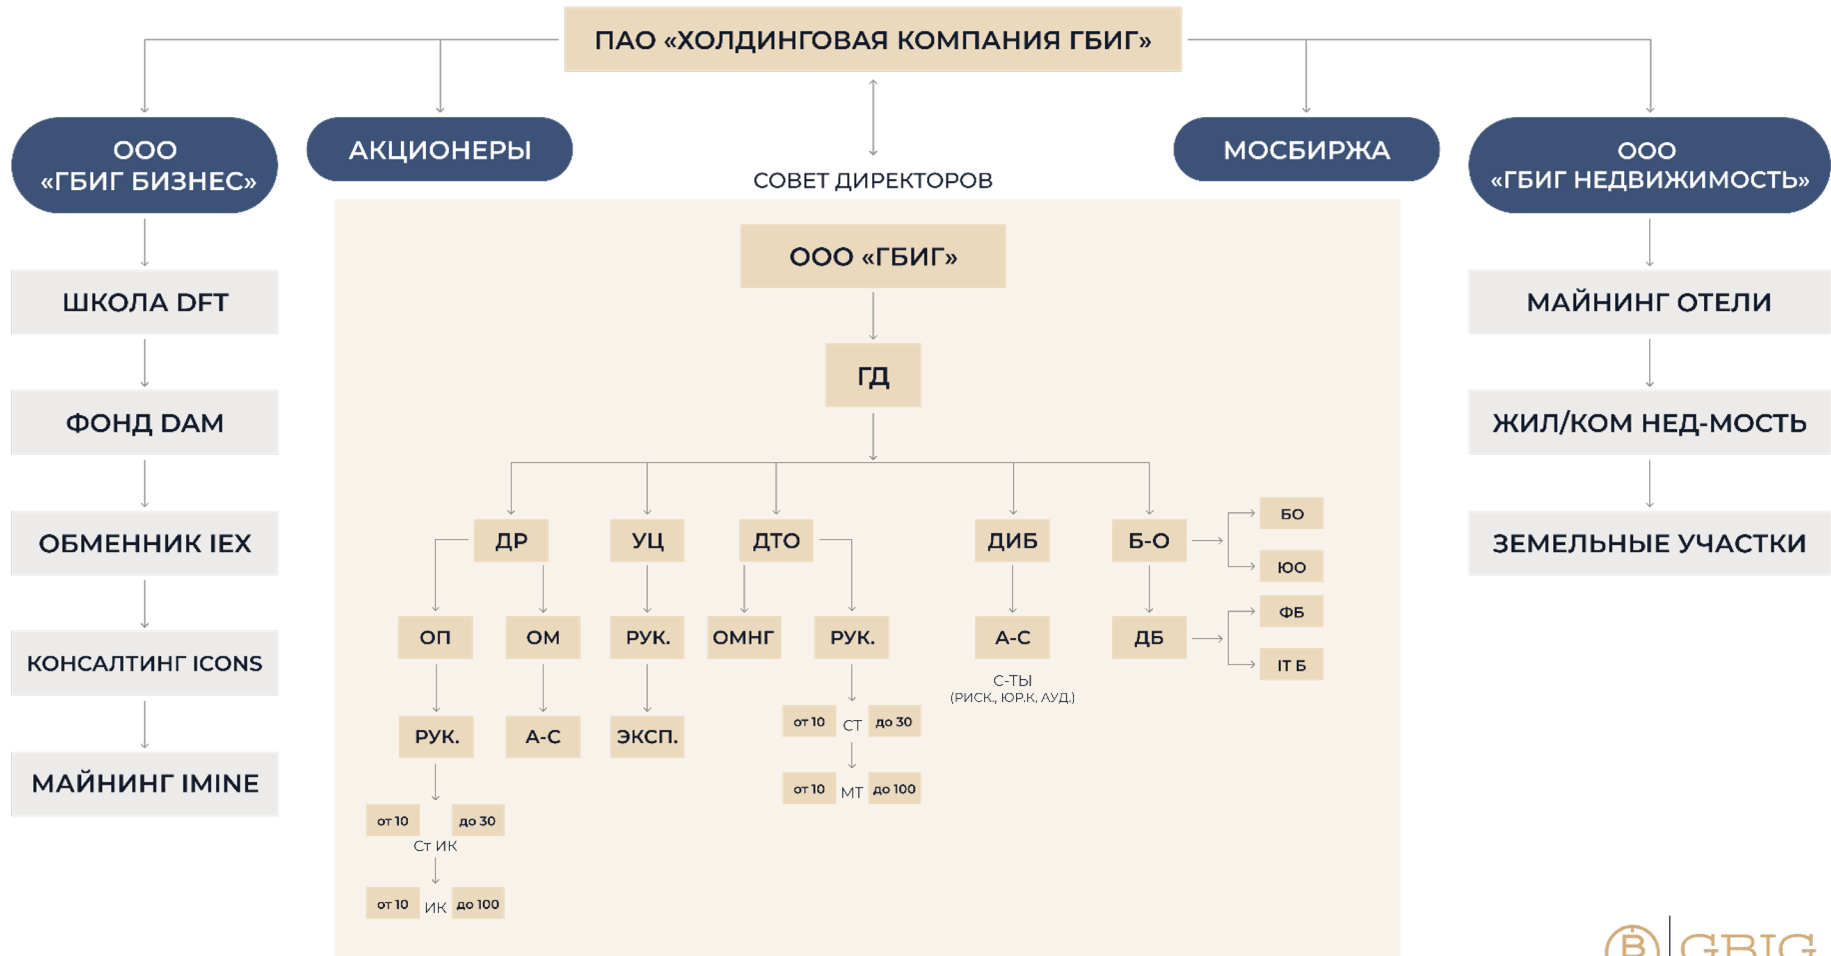 ПАО «ХОЛДИНГОВАЯ КОМПАНИЯ ГБИГ»
ООО
«ГБИГ БИЗНЕС»
АКЦИОНЕРЫ
МОСБИРЖА
ООО
«ГБИГ НЕДВИЖИМОСТЬ»
СОВЕТ ДИРЕКТОРОВ
ШКОЛА DFT
ФОНД DAM
ОБМЕННИК IEX
КОНСАЛТИНГ ICONS
МАЙНИНГ IMINE
ООО «ГБИГ»
ГД
ДР
УЦ
ДТО
ДИБ
Б-О
БО
ЮО
ОП
ОМ
РУК.
ОМНГ
РУК.
А-С
ДБ
ФБ
IT Б
С-ТЫ
(РИСК., ЮР.К, АУД.)
РУК.
А-С
ЭКСП.
от 10 СТ до 30
от 10 МТ до 100
от 10 до 30
Ст ИК
от 10 ИК до 100
МАЙНИНГ ОТЕЛИ
ЖИЛ/КОМ НЕД-МОСТЬ
ЗЕМЕЛЬНЫЕ УЧАСТКИ
GBIG